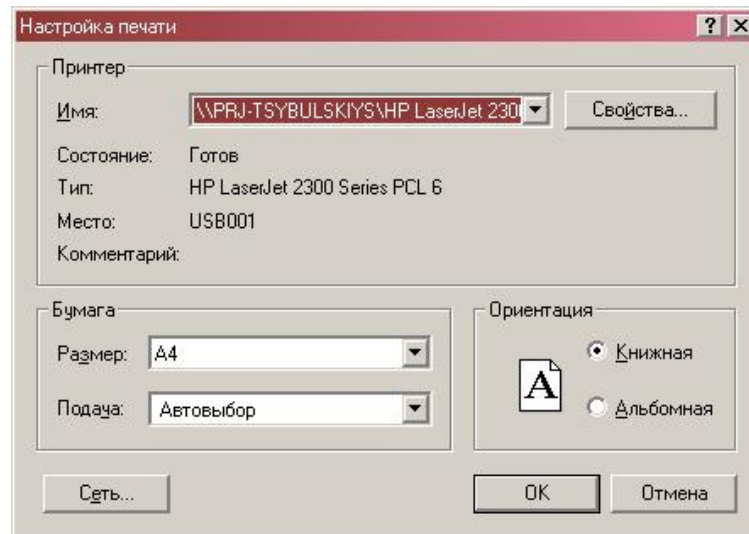 Настройка печати
Принтер
Имя: \\PRJ-TSYBULSKIYS\HP LaserJet 230 Свойства...
Состояние: Готов
Тип: HP LaserJet 2300 Series PCL 6
Место: USB001
Комментарий:
Бумага
Размер: A4
Подача: Автовыбор
Ориентация
A
Книжная
Альбомная
Сеть... OK Отмена